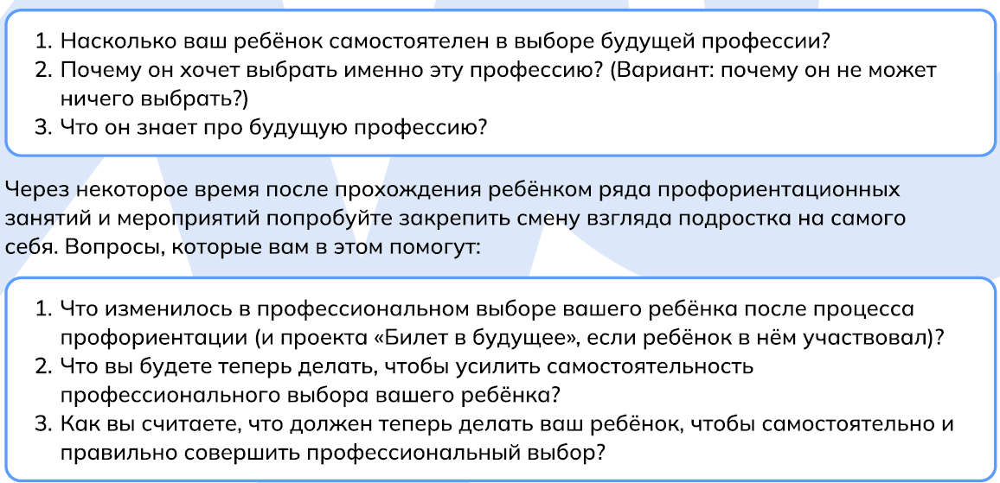 1. Насколько ваш ребёнок самостоятелен в выборе будущей профессии?
2. Почему он хочет выбрать именно эту профессию? (Вариант: почему он не может
ничего выбрать?)
3. Что он знает про будущую профессию?
Через некоторое время после прохождения ребёнком ряда профориентационных
занятий и мероприятий попробуйте закрепить смену взгляда подростка на самого
себя. Вопросы, которые вам в этом помогут:
1. Что изменилось в профессиональном выборе вашего ребёнка после процесса
профориентации (и проекта «Билет в будущее», если ребёнок в нём участвовал)?
2. Что вы будете теперь делать, чтобы усилить самостоятельность
профессионального выбора вашего ребёнка?
3. Как вы считаете, что должен теперь делать ваш ребёнок, чтобы самостоятельно и
правильно совершить профессиональный выбор?